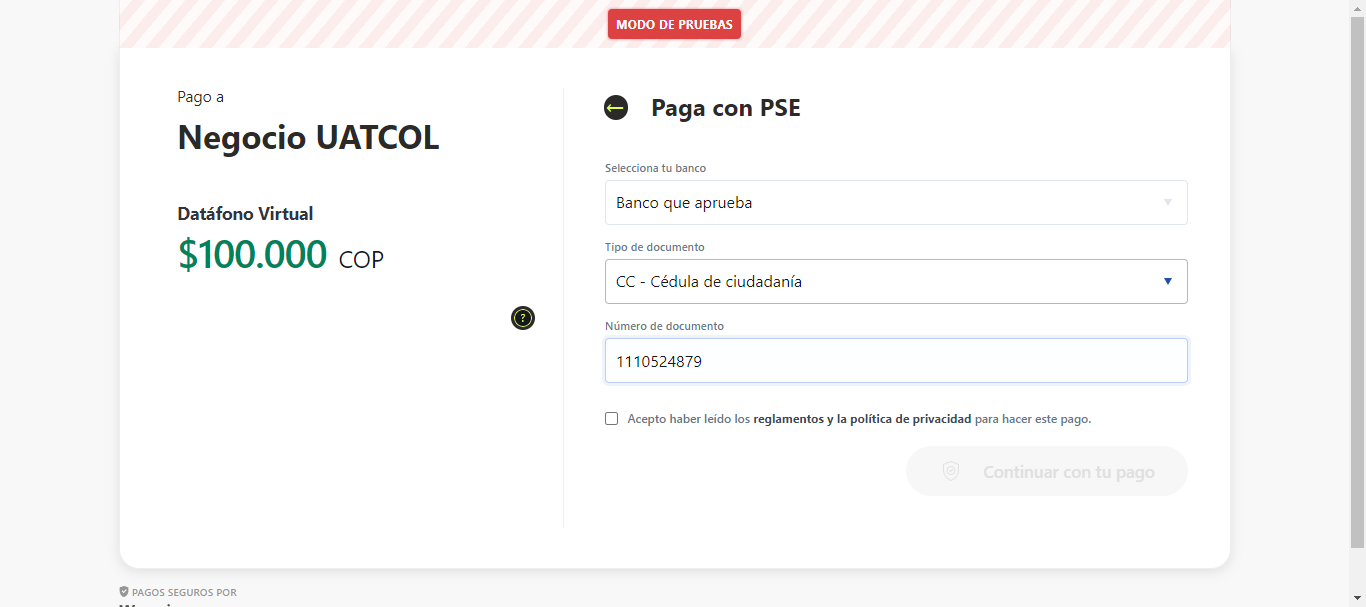 MODO DE PRUEBAS
Pago a
Negocio UATCOL
Datáfono Virtual
$100.000 COP
?
Paga con PSE
Selecciona tu banco
Banco que aprueba
Tipo de documento
CC - Cédula de ciudadanía
Número de documento
1110524879
Acepto haber leído los reglamentos y la política de privacidad para hacer este pago.
Continuar con tu pago
PAGOS SEGUROS POR